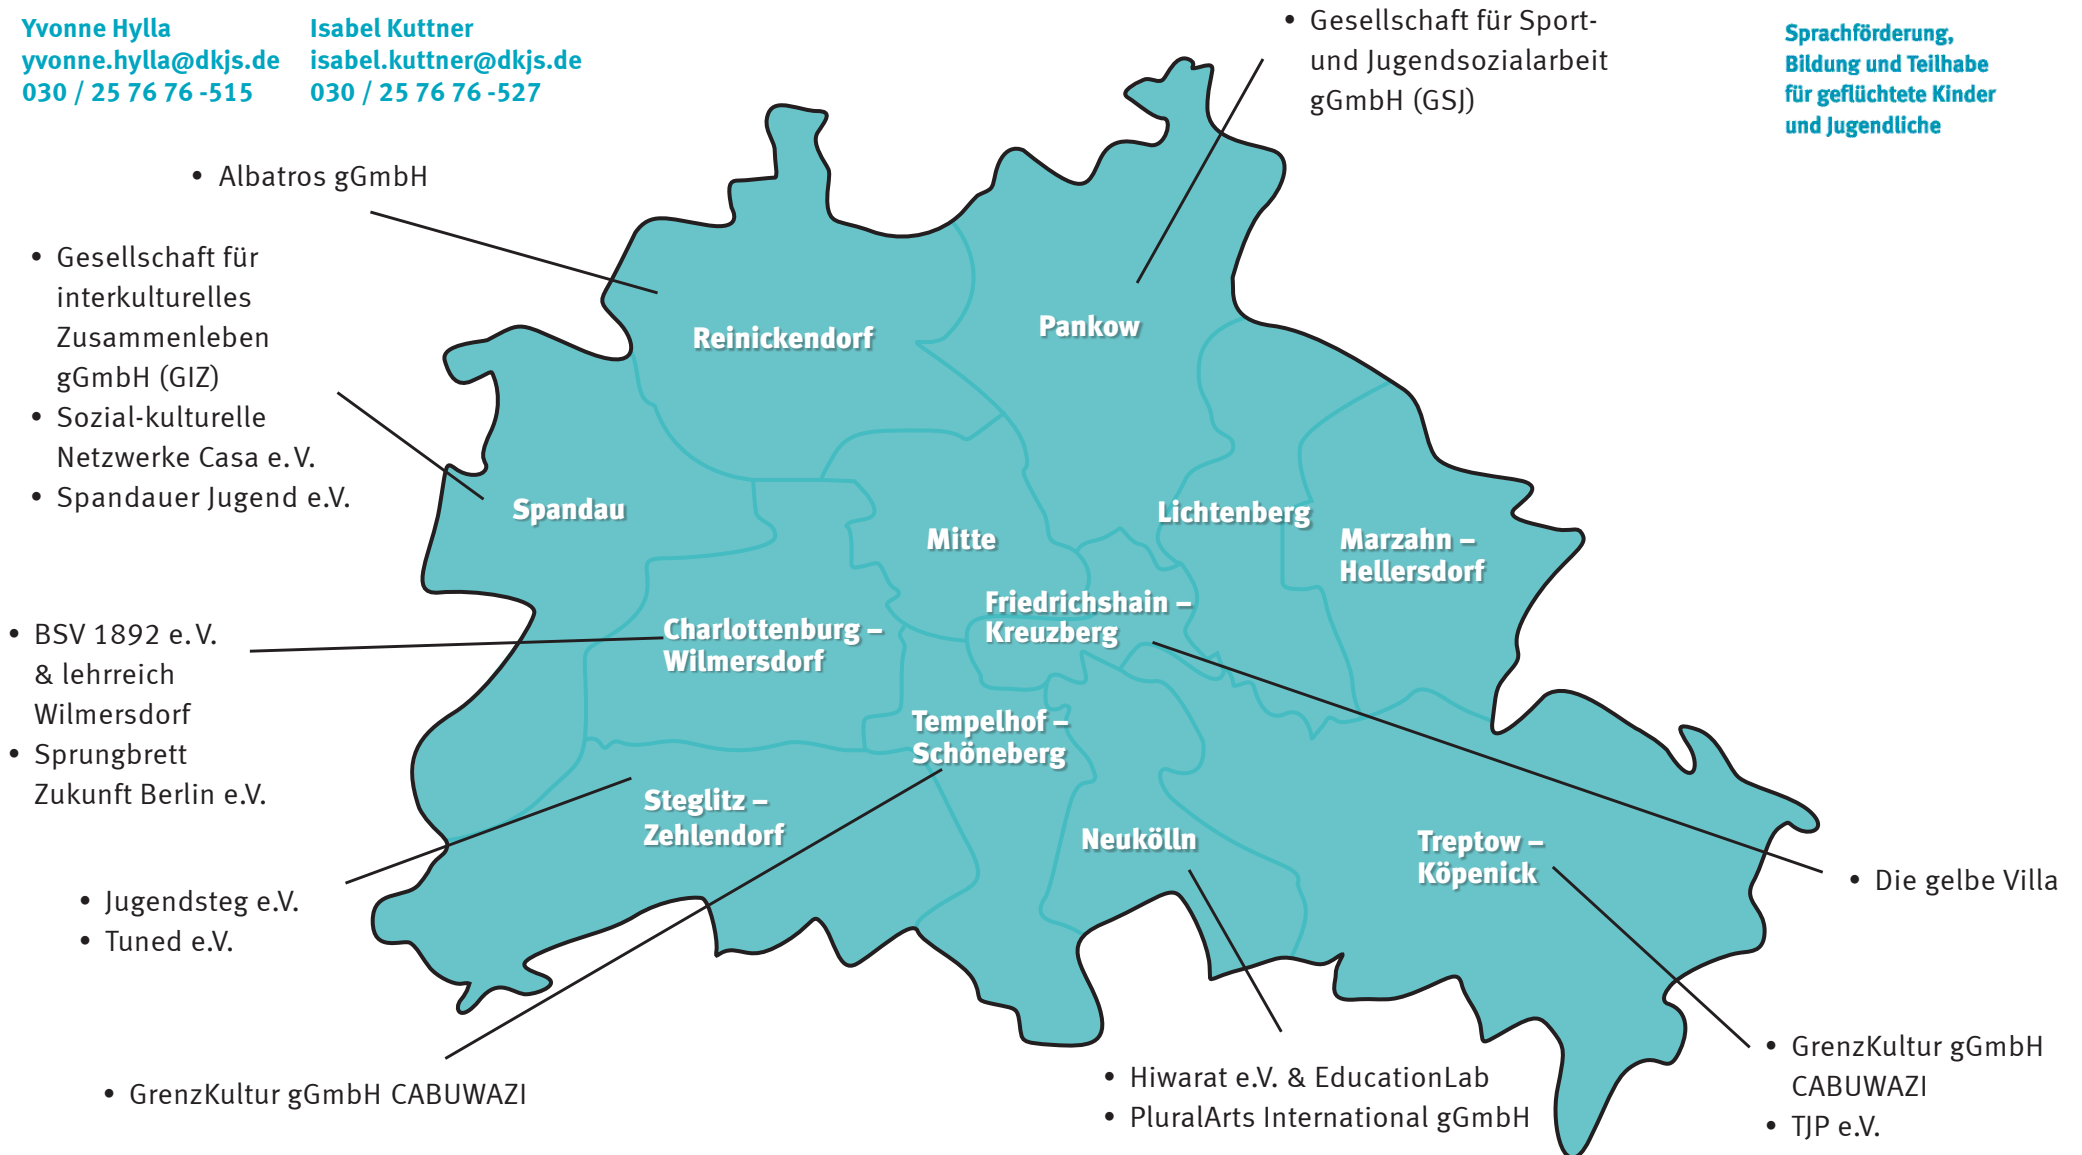 Yvonne Hylla
yvonne.hylla@dkjs.de
030 / 25 76 76 -515
Isabel Kuttner
isabel.kuttner@dkjs.de
030 / 25 76 76 -527
• Gesellschaft für Sport-
und Jugendsozialarbeit
gGmbH (GSJ)
Sprachförderung,
Bildung und Teilhabe
für geflüchtete Kinder
und Jugendliche
• Albatros gGmbH
• Gesellschaft für
interkulturelles
Zusammenleben
gGmbH (GIZ)
• Sozial-kulturelle
Netzwerke Casa e.V.
• Spandauer Jugend e.V.
• BSV 1892 e.V.
& lehrreich
Wilmersdorf
• Sprungbrett
Zukunft Berlin e.V.
• Jugendsteg e.V.
• Tuned e.V.
• GrenzKultur gGmbH CABUWAZI
Reinickendorf
Pankow
Spandau
Mitte
Lichtenberg
Marzahn –
Hellersdorf
Friedrichshain –
Kreuzberg
Charlottenburg –
Wilmersdorf
Tempelhof –
Schöneberg
Steglitz –
Zehlendorf
Neukölln
Treptow –
Köpenick
• Die gelbe Villa
• Hiwarat e.V. & EducationLab
• PluralArts International gGmbH
• GrenzKultur gGmbH
CABUWAZI
• TJP e.V.